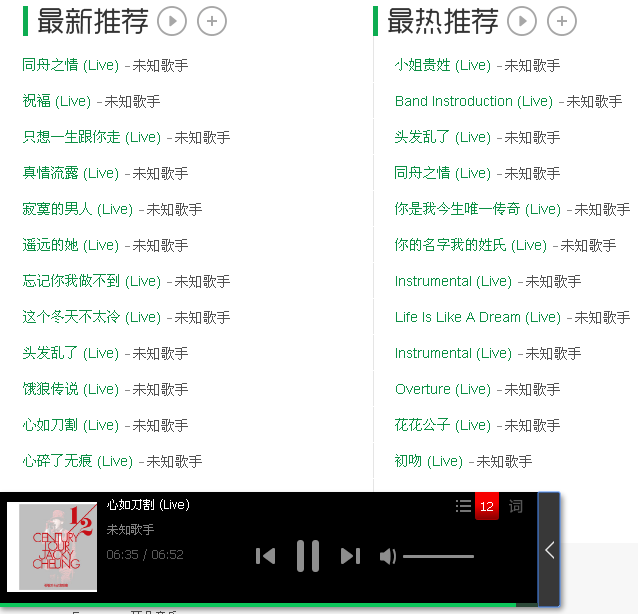 最新推荐
同舟之情 (Live) -未知歌手
祝福 (Live) -未知歌手
只想一生跟你走 (Live) -未知歌手
真情流露 (Live) -未知歌手
寂寞的男人 (Live) -未知歌手
遥远的她 (Live) -未知歌手
忘记你我做不到 (Live) -未知歌手
这个冬天不太冷 (Live) -未知歌手
头发乱了 (Live) -未知歌手
饿狼传说 (Live) -未知歌手
心如刀割 (Live) -未知歌手
心碎了无痕 (Live) -未知歌手
最热推荐
小姐贵姓 (Live) -未知歌手
Band Instroduction (Live) -未知歌手
头发乱了 (Live) -未知歌手
同舟之情 (Live) -未知歌手
你是我今生唯一传奇 (Live) -未知歌手
你的名字我的姓氏 (Live) -未知歌手
Instrumental (Live) -未知歌手
Life Is Like A Dream (Live) -未知歌手
Instrumental (Live) -未知歌手
Overture (Live) -未知歌手
花花公子 (Live) -未知歌手
初吻 (Live) -未知歌手
1/2
CENTURY
TOUR
JACKY
CHEUNG
心如刀割 (Live)
未知歌手
06:35 / 06:52
12
词